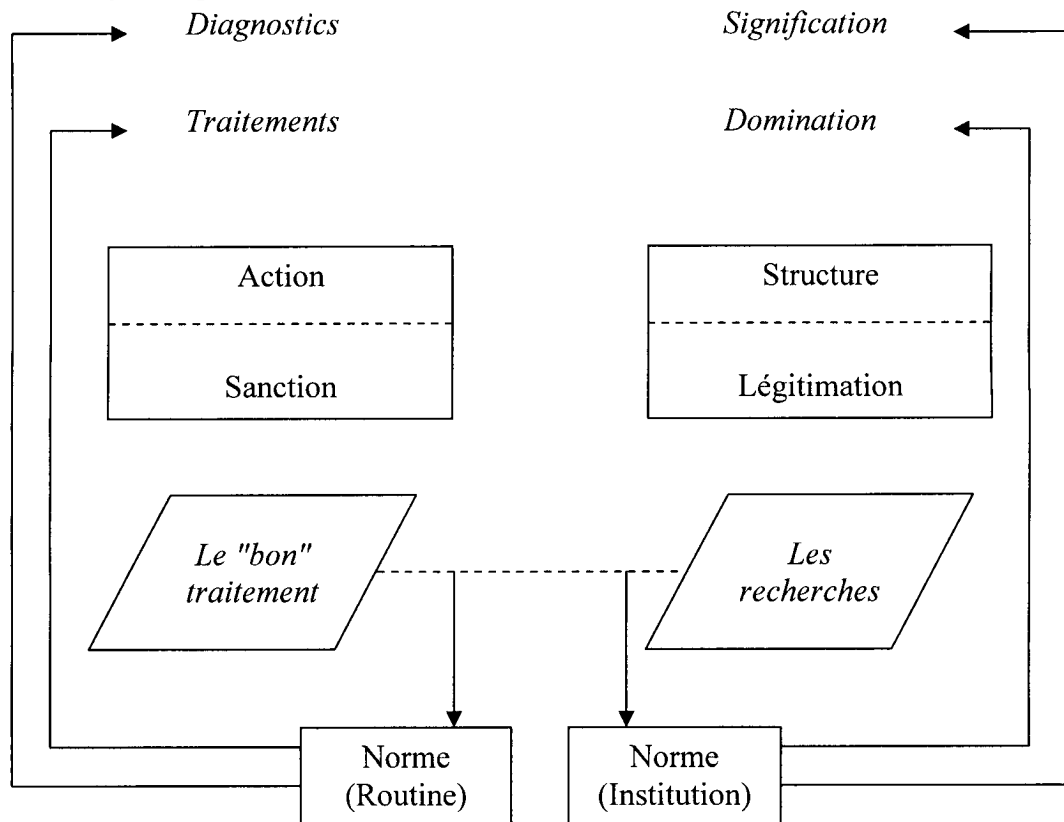 Diagnostics
Signification
Traitements
Domination
Action
Structure
Sanction
Légitimation
Le "bon"
traitement
Les
recherches
Norme
(Routine)
Norme
(Institution)